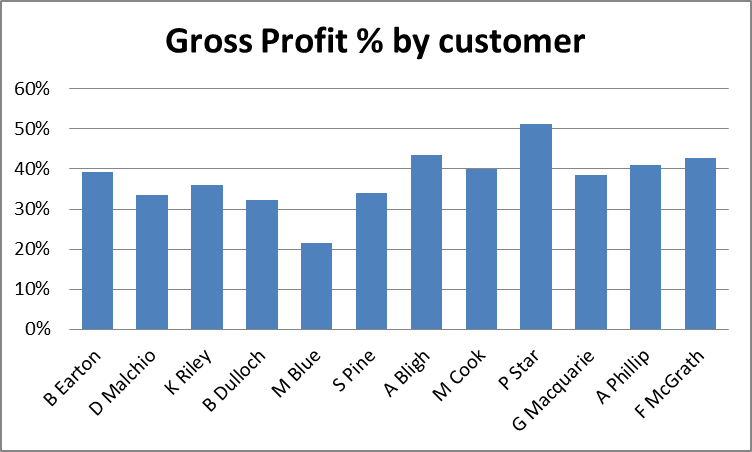 Gross Profit % by customer
60%
50%
40%
30%
20%
10%
0%
B Earton
D Malchio
K Riley
B Dulloch
M Blue
S Pine
A Bligh
M Cook
P Star
G Macquarie
A Phillip
F McGrath